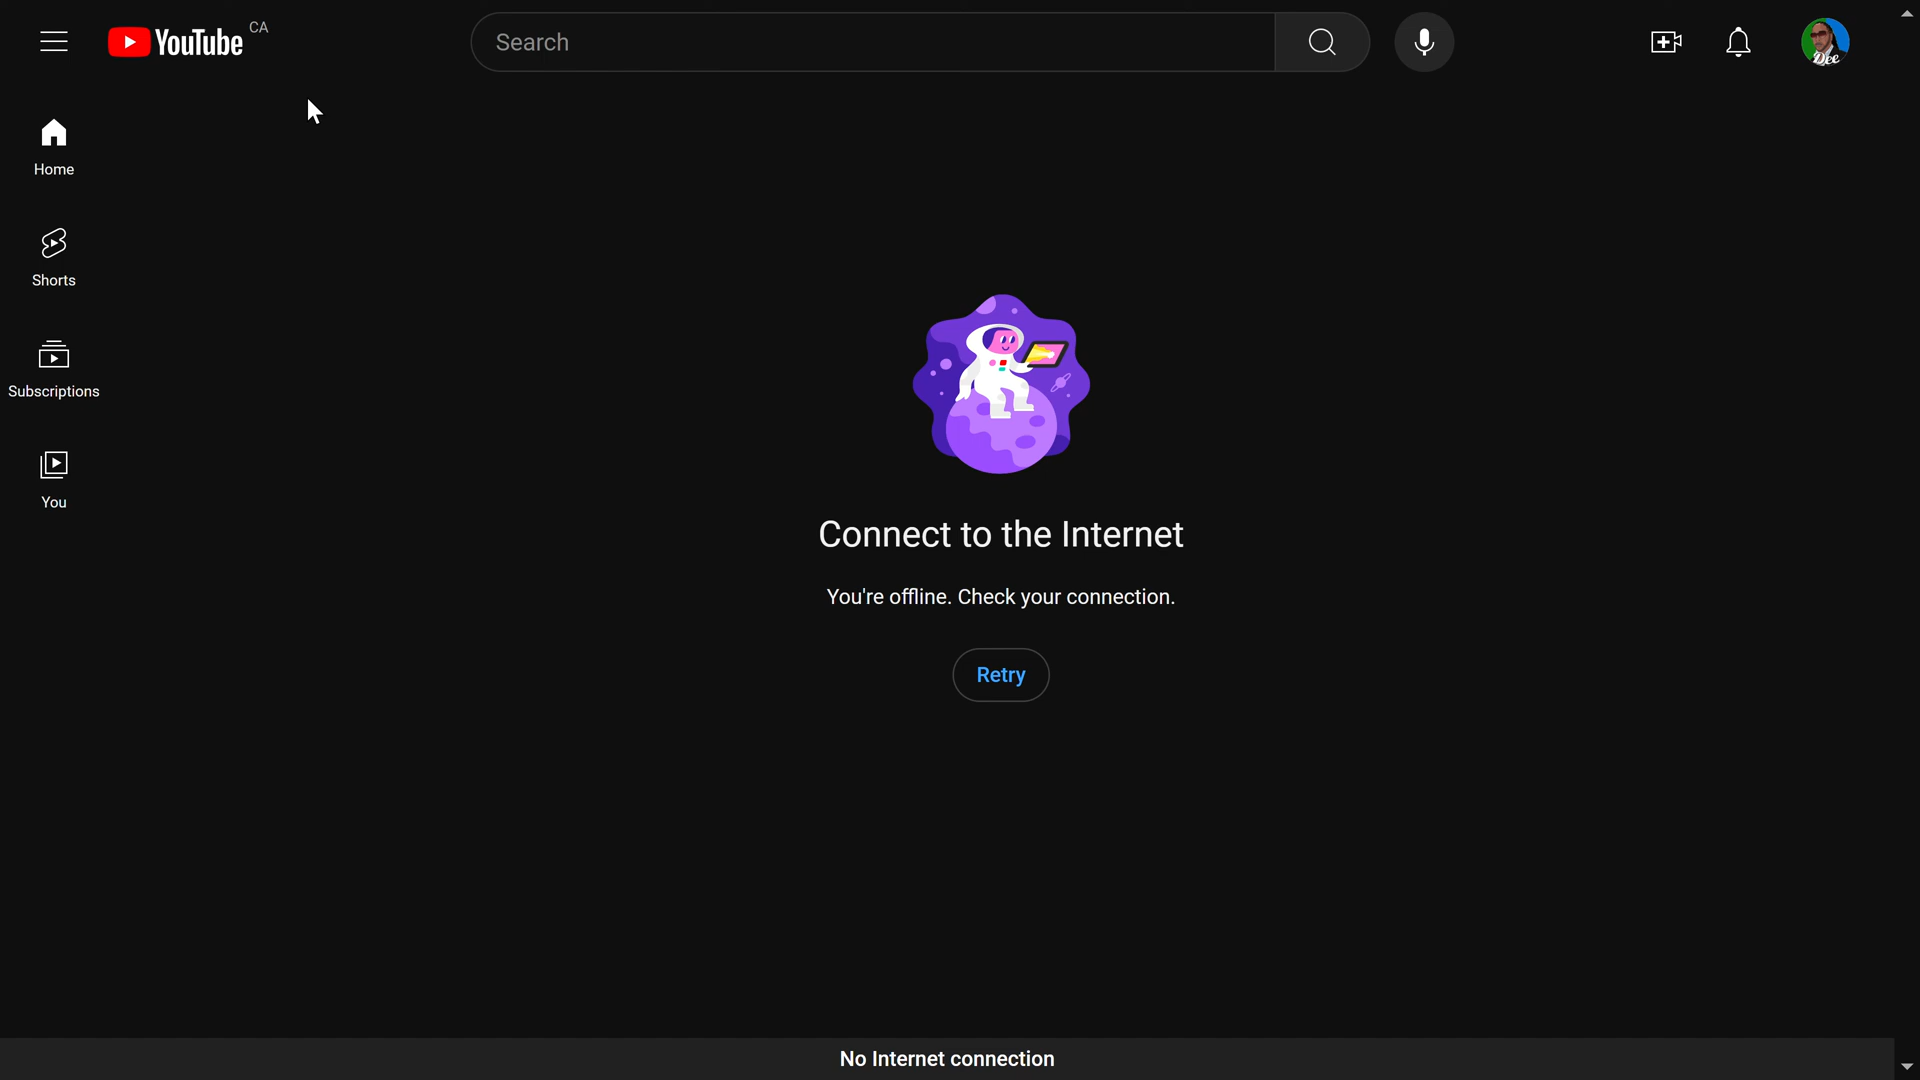 YouTube CA
Search
Dee
Home
Shorts
Subscriptions
You
Connect to the Internet
You're offline. Check your connection.
Retry
No Internet connection